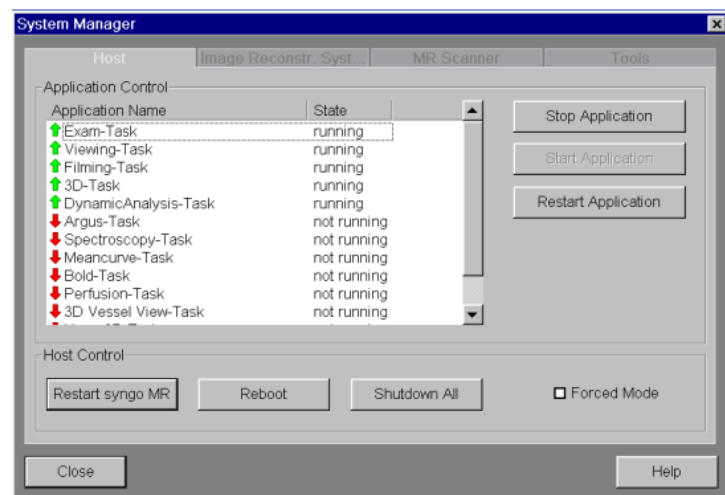 System Manager
Host Image Reconstr. Syst... MR Scanner Tools
Application Control
Application Name State
Exam-Task running
Viewing-Task running
Filming-Task running
3D-Task running
DynamicAnalysis-Task running
Argus-Task not running
Spectroscopy-Task not running
Meancurve-Task not running
Bold-Task not running
Perfusion-Task not running
3D Vessel View-Task not running
Stop Application
Start Application
Restart Application
Host Control
Restart syngo MR Reboot Shutdown All Forced Mode
Close Help